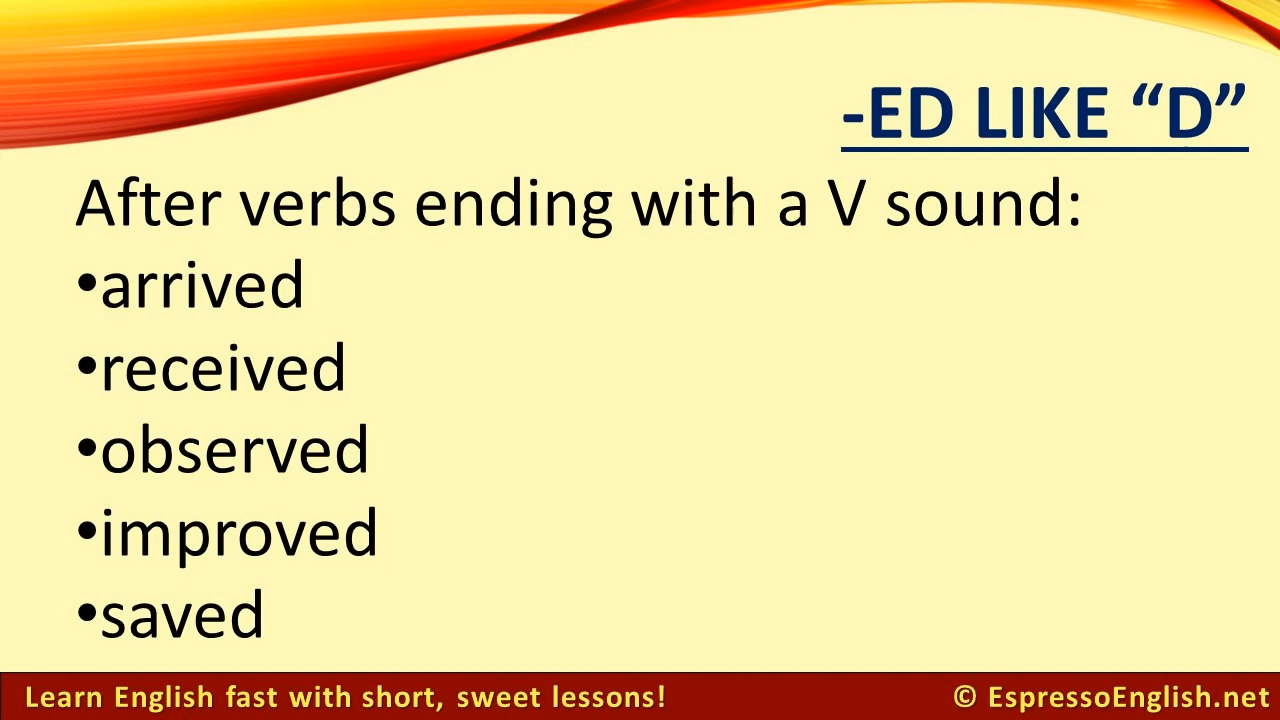 -ED LIKE “D”
After verbs ending with a V sound:
•arrived
•received
•observed
•improved
•saved
Learn English fast with short, sweet lessons!
© EspressoEnglish.net